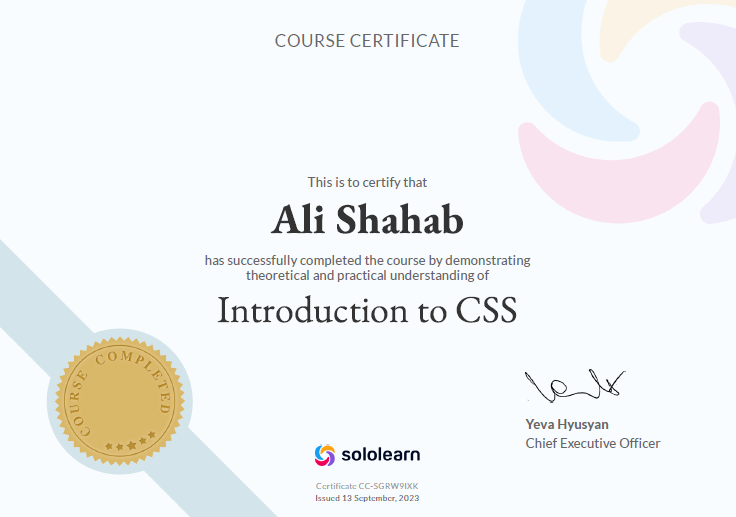 COURSE CERTIFICATE
This is to certify that
Ali Shahab
has successfully completed the course by demonstrating
theoretical and practical understanding of
Introduction to CSS
COURSE COMPLETED
Yeva Hyusyan
Chief Executive Officer
sololearn
Certificate CC-SGRW9IXK
Issued 13 September, 2023